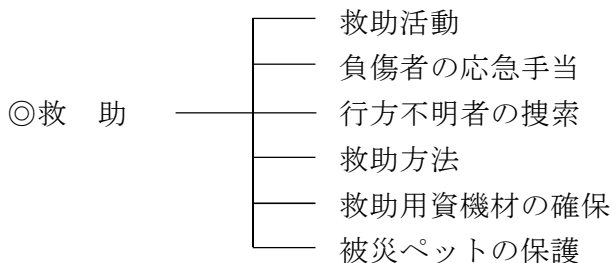 救助活動
負傷者の応急手当
◎救　助
行方不明者の捜索
救助方法
救助用資機材の確保
被災ペットの保護